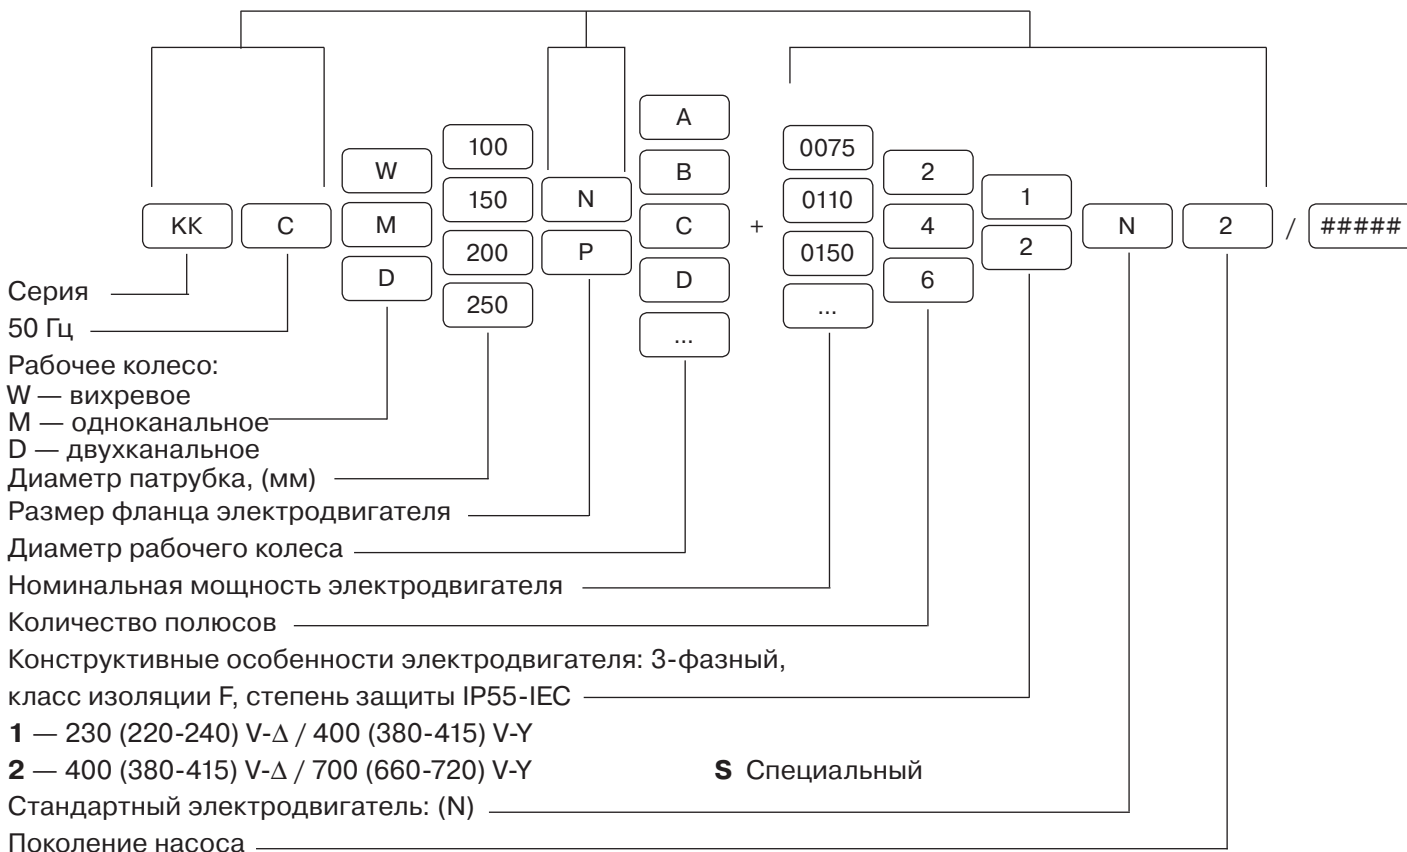 A
100
0075
W
B
2
150
N
1
0110
КК
C
M
C
+
4
N
2
/
#####
200
P
0150
2
D
D
6
250
...
...
Серия
50 Гц
Рабочее колесо:
W — вихревое
M — одноканальное
D — двухканальное
Диаметр патрубка, (мм)
Размер фланца электродвигателя
Диаметр рабочего колеса
Номинальная мощность электродвигателя
Количество полюсов
Конструктивные особенности электродвигателя: 3-фазный,
класс изоляции F, степень защиты IP55-IEC
1 — 230 (220-240) V-Δ / 400 (380-415) V-Y
2 — 400 (380-415) V-Δ / 700 (660-720) V-Y
S Специальный
Стандартный электродвигатель: (N)
Поколение насоса